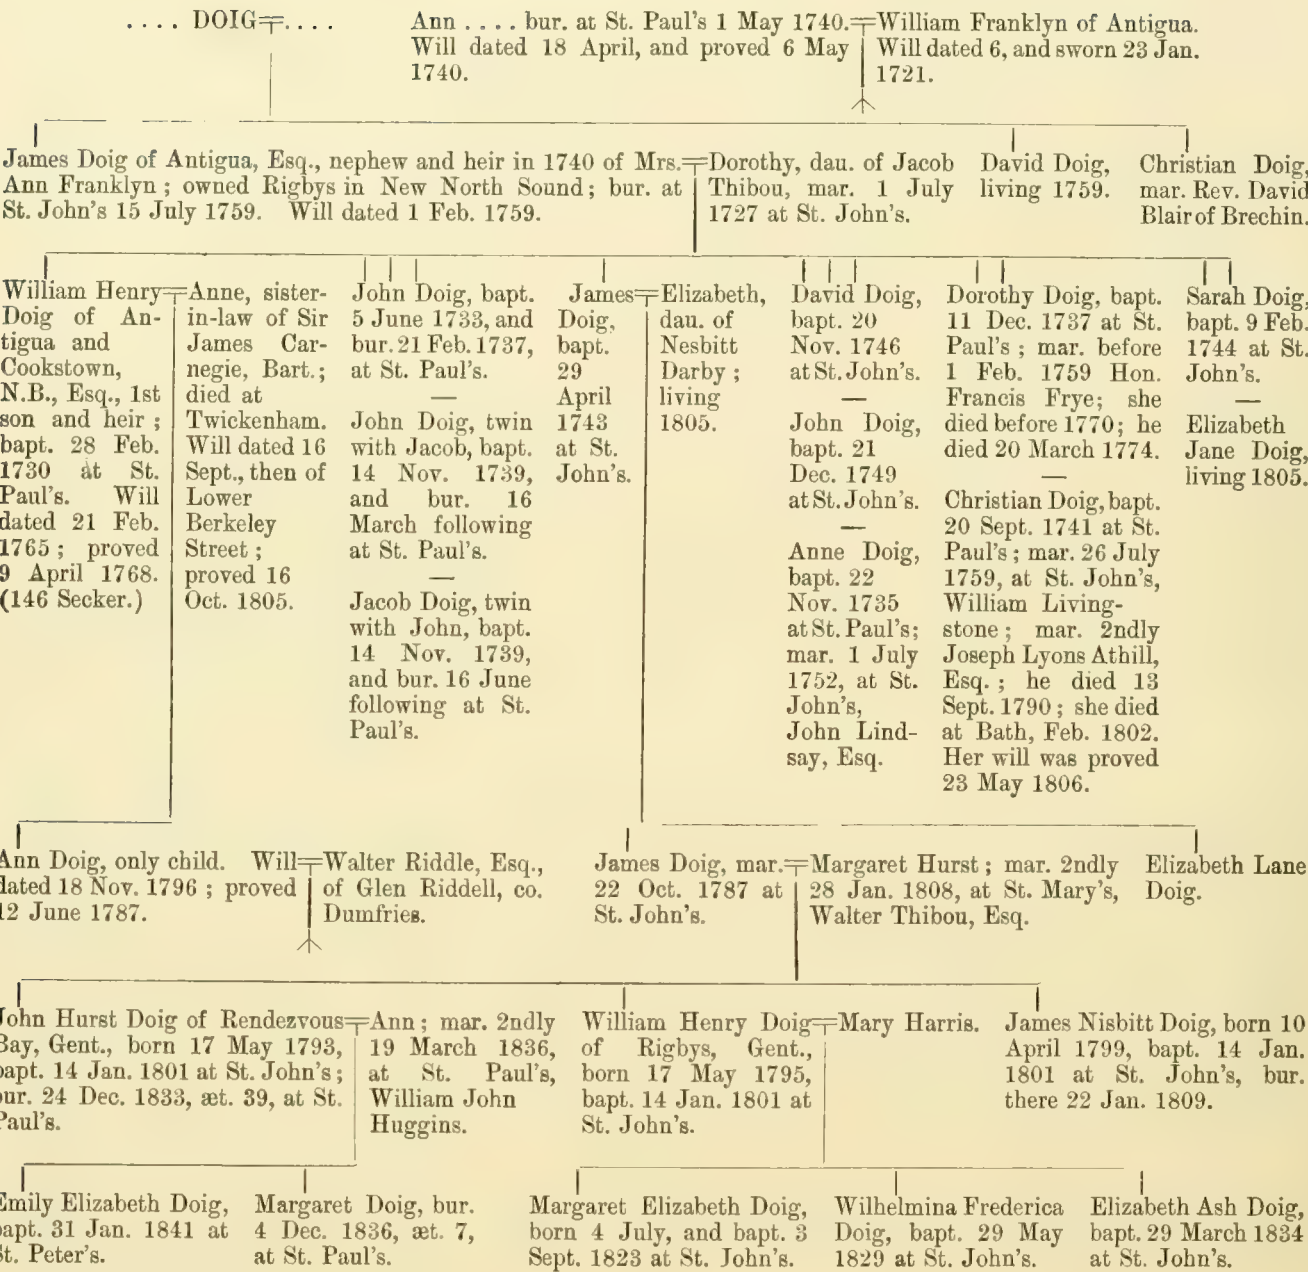 .... DOIG=....
Ann .... bur. at St. Paul's 1 May 1740.=William Franklyn of Antigua.
Will dated 18 April, and proved 6 May
1740.
Will dated 6, and sworn 23 Jan.
1721.
James Doig of Antigua, Esq., nephew and heir in 1740 of Mrs.=
Ann Franklyn ; owned Rigbys in New North Sound ; bur. at
St. John's 15 July 1759. Will dated 1 Feb. 1759.
Dorothy, dau. of Jacob
Thibou, mar. 1 July
1727 at St. John's.
David Doig,
living 1759.
Christian Doig,
mar. Rev. David
Blair of Brechin.
William Henry=
Doig of An-
tigua and
Cookstown,
N.B., Esq., 1st
son and heir ;
bapt. 28 Feb.
1730 at St.
Paul's. Will
dated 21 Feb.
1765 ; proved
9 April 1768.
(146 Secker.)
Anne, sister-
in-law of Sir
James Car-
negie, Bart.;
died at
Twickenham.
Will dated 16
Sept., then of
Lower
Berkeley
Street ;
proved 16
Oct. 1805.
John Doig, bapt.
5 June 1733, and
bur. 21 Feb. 1737,
at St. Paul's.
—
John Doig, twin
with Jacob, bapt.
14 Nov. 1739,
and bur. 16
March following
at St. Paul's.
—
Jacob Doig, twin
with John, bapt.
14 Nov. 1739,
and bur. 16 June
following at St.
Paul's.
James=
Doig,
bapt.
29
April
1743
at St.
John's.
Elizabeth,
dau. of
Nesbitt
Darby ;
living
1805.
David Doig,
bapt. 20
Nov. 1746
at St. John's.
—
John Doig,
bapt. 21
Dec. 1749
at St. John's.
—
Anne Doig,
bapt. 22
Nov. 1735
at St. Paul's;
mar. 1 July
1752, at St.
John's,
John Lind-
say, Esq.
Dorothy Doig, bapt.
11 Dec. 1737 at St.
Paul's ; mar. before
1 Feb. 1759 Hon.
Francis Frye; she
died before 1770; he
died 20 March 1774.
—
Christian Doig, bapt.
20 Sept. 1741 at St.
Paul's ; mar. 26 July
1759, at St. John's,
William Living-
stone ; mar. 2ndly
Joseph Lyons Athill,
Esq. ; he died 13
Sept. 1790 ; she died
at Bath, Feb. 1802.
Her will was proved
23 May 1806.
Sarah Doig,
bapt. 9 Feb.
1744 at St.
John's.
—
Elizabeth
Jane Doig,
living 1805.
Ann Doig, only child. Will=
dated 18 Nov. 1796 ; proved
12 June 1787.
Walter Riddle, Esq.,
of Glen Riddell, co.
Dumfries.
James Doig, mar.=
22 Oct. 1787 at
St. John's.
Margaret Hurst ; mar. 2ndly
28 Jan. 1808, at St. Mary's,
Walter Thibou, Esq.
Elizabeth Lane
Doig.
John Hurst Doig of Rendezvous=
Bay, Gent., born 17 May 1793,
bapt. 14 Jan. 1801 at St. John's ;
bur. 24 Dec. 1833, æt. 39, at St.
Paul's.
Ann ; mar. 2ndly
19 March 1836,
at St. Paul's,
William John
Huggins.
William Henry Doig=
of Rigbys, Gent.,
born 17 May 1795,
bapt. 14 Jan. 1801 at
St. John's.
Mary Harris.
James Nisbitt Doig, born 10
April 1799, bapt. 14 Jan.
1801 at St. John's, bur.
there 22 Jan. 1809.
Emily Elizabeth Doig,
bapt. 31 Jan. 1841 at
St. Peter's.
Margaret Doig, bur.
4 Dec. 1836, æt. 7,
at St. Paul's.
Margaret Elizabeth Doig,
born 4 July, and bapt. 3
Sept. 1823 at St. John's.
Wilhelmina Frederica
Doig, bapt. 29 May
1829 at St. John's.
Elizabeth Ash Doig,
bapt. 29 March 1834
at St. John's.